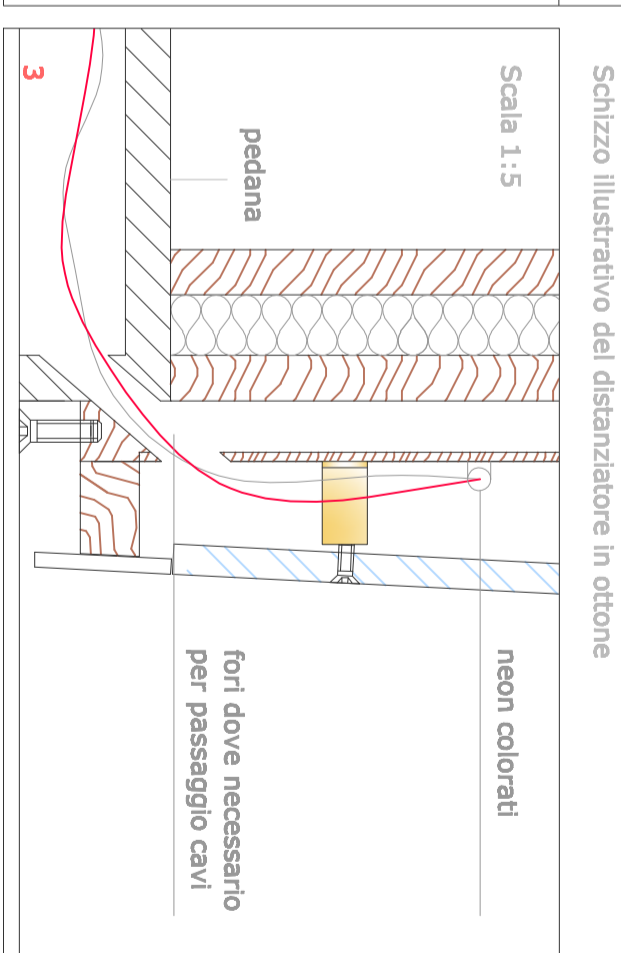 Schizzo illustrativo del distanziatore in ottone
Scala 1:5
neon colorati
pedana
fori dove necessario
per passaggio cavi
3